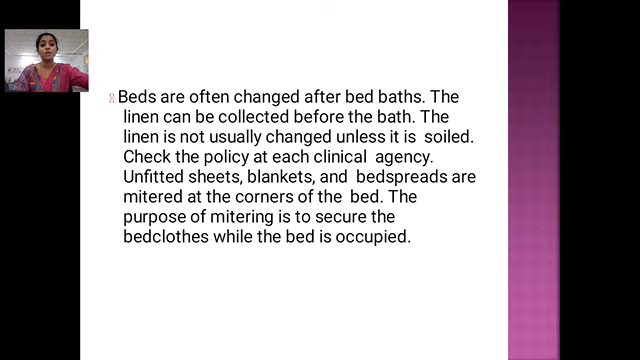 Beds are often changed after bed baths. The
linen can be collected before the bath. The
linen is not usually changed unless it is soiled.
Check the policy at each clinical agency.
Unfitted sheets, blankets, and bedspreads are
mitered at the corners of the bed. The
purpose of mitering is to secure the
bedclothes while the bed is occupied.